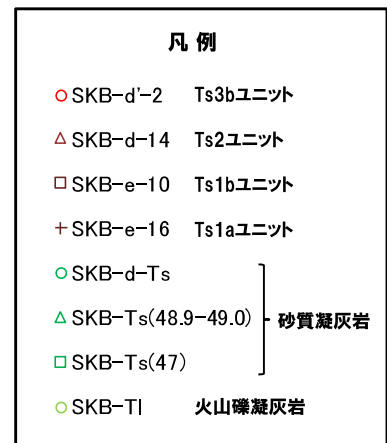 凡 例
SKB-d'-2 Ts3bユニット
SKB-d-14 Ts2ユニット
SKB-e-10 Ts1bユニット
SKB-e-16 Ts1aユニット
SKB-d-Ts
SKB-Ts(48.9-49.0) 砂質凝灰岩
SKB-Ts(47)
SKB-Tl 火山礫凝灰岩